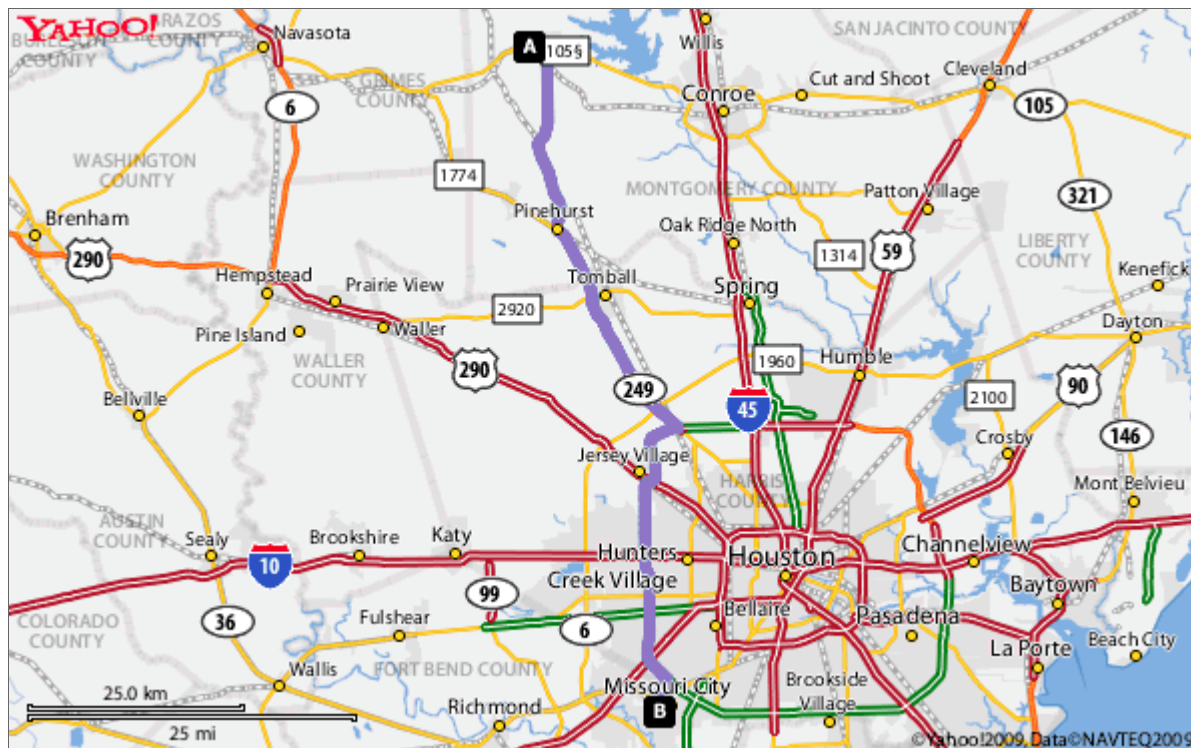 YAHOO!
BRAZOS
COUNTY
BURLESON
COUNTY
Navasota
6
GRIMES
COUNTY
A
105§
Willis
SAN JACINTO COUNTY
Conroe
Cut and Shoot
Cleveland
105
WASHINGTON
COUNTY
1774
MONTGOMERY COUNTY
Patton Village
321
Brenham
290
Pinehurst
Oak Ridge North
1314
59
LIBERTY
COUNTY
Kenefick
Hempstead
Prairie View
Tomball
Spring
2920
Pine Island
Waller
WALLER
COUNTY
290
Dayton
1960
Humble
249
45
2100
90
Bellville
Crosby
146
Jersey Village
HARRIS
COUNTY
Mont Belvieu
AUSTIN
COUNTY
Sealy
10
Brookshire
Katy
Hunters
Creek Village
Houston
Channelview
99
Baytown
36
Fulshear
6
Bellaire
Pasadena
COLORADO
COUNTY
Beach City
La Porte
Wallis
FORT BEND COUNTY
Missouri City
Brookside
Village
B
Richmond
25.0 km
25 mi
©Yahoo!2009,Data©NAVTEQ2009